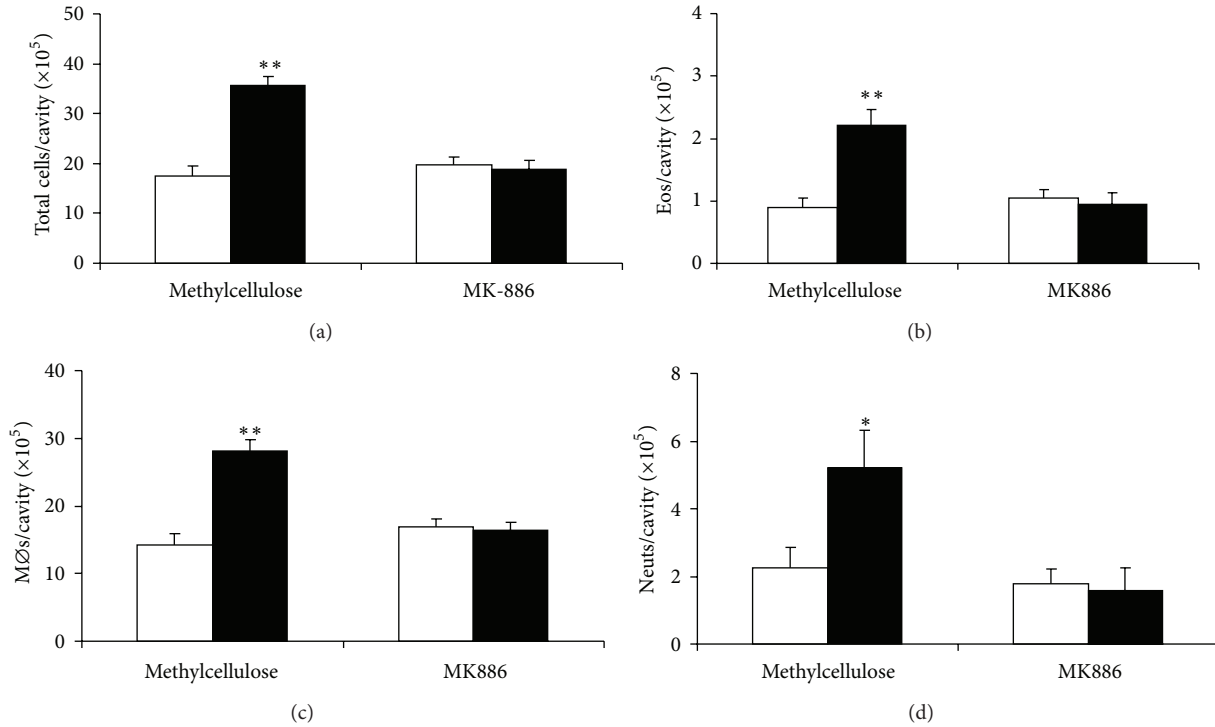 Total cells/cavity (×10⁵)
50
40
30
20
10
0
**
Methylcellulose
MK-886
(a)
Eos/cavity (×10⁵)
4
3
2
1
0
**
Methylcellulose
MK886
(b)
MØs/cavity (×10⁵)
40
30
20
10
0
**
Methylcellulose
MK886
(c)
Neuts/cavity (×10⁵)
8
6
4
2
0
*
Methylcellulose
MK886
(d)